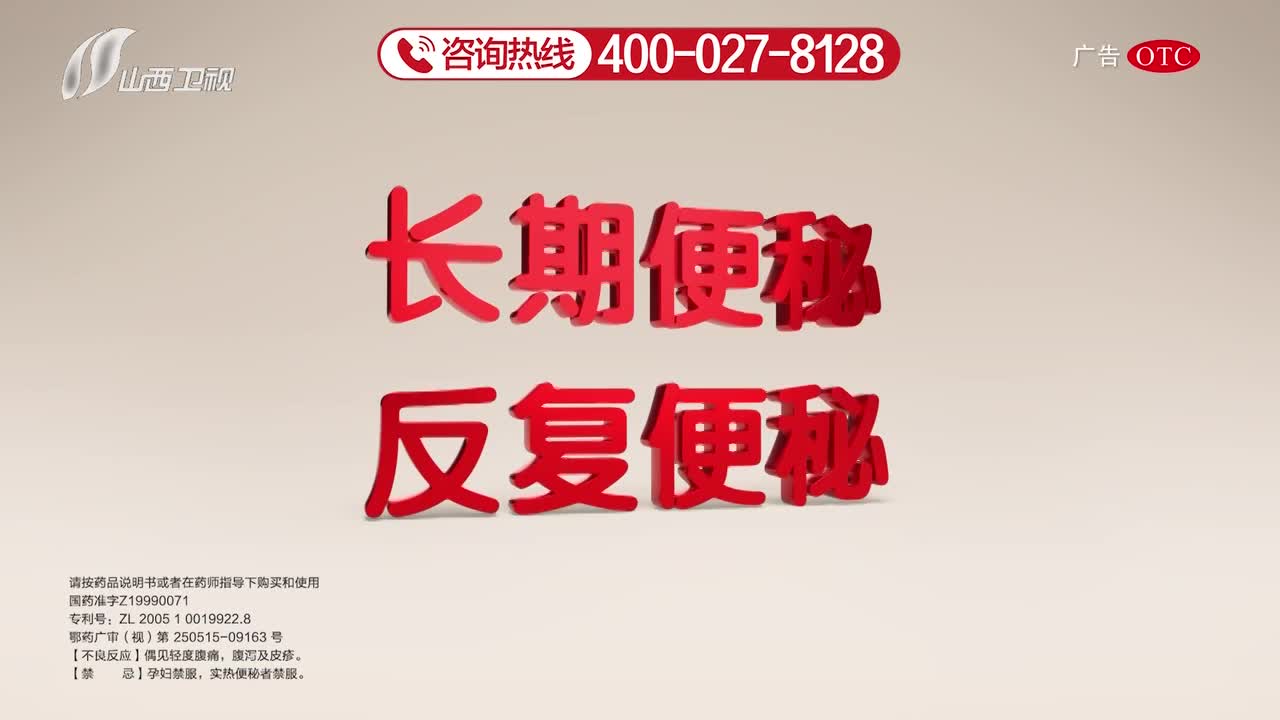 山西卫视
咨询热线 400-027-8128
广告 OTC
长期便秘
反复便秘
请按药品说明书或者在药师指导下购买和使用
国药准字Z19990071
专利号：ZL 2005 1 0019922.8
鄂药广审（视）第 250515-09163 号
【不良反应】偶见轻度腹痛，腹泻及皮疹。
【禁　　忌】孕妇禁服，实热便秘者禁服。